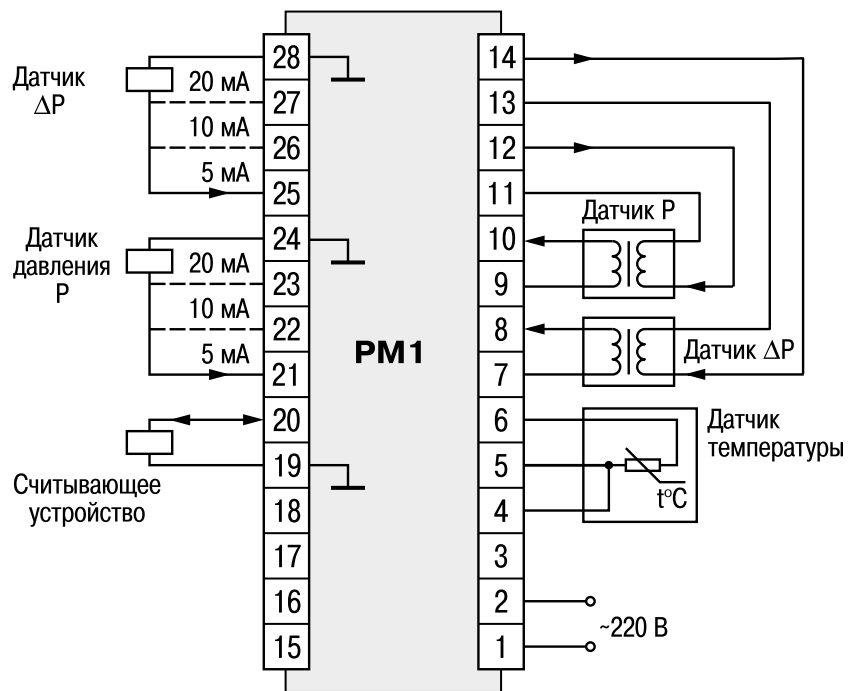 Датчик
ΔP
20 мА
10 мА
5 мА
Датчик
давления
P
20 мА
10 мА
5 мА
Считывающее
устройство
28
27
26
25
24
23
22
21
20
19
18
17
16
15
РМ1
14
13
12
11
10
9
8
7
6
5
4
3
2
1
Датчик P
Датчик ΔP
Датчик
температуры
t°C
~220 В